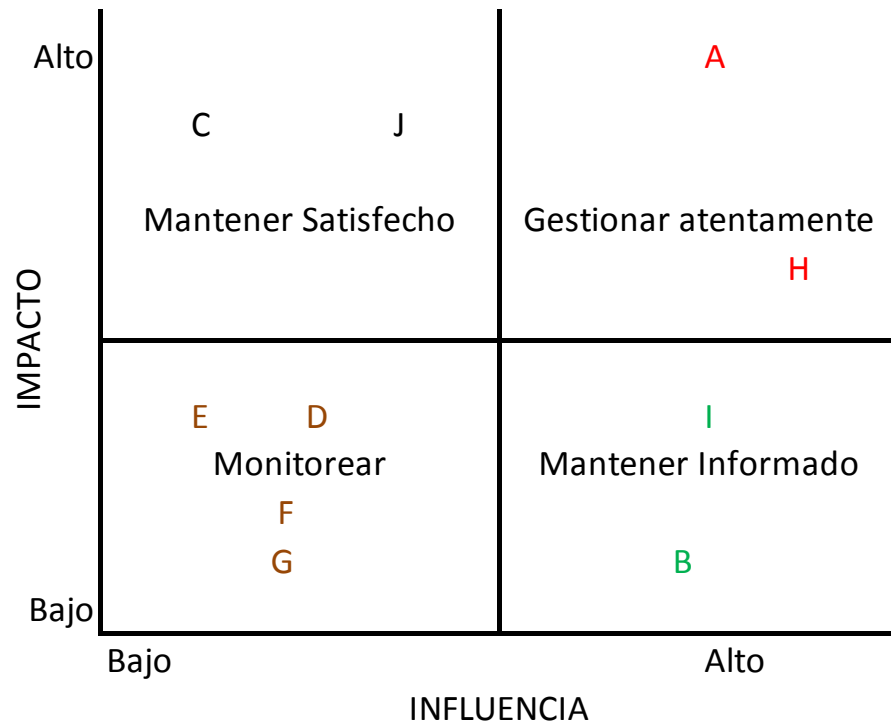 Alto
A
C
J
Mantener Satisfecho
Gestionar atentamente
H
IMPACTO
E
D
I
Monitorear
Mantener Informado
F
G
B
Bajo
Bajo
Alto
INFLUENCIA